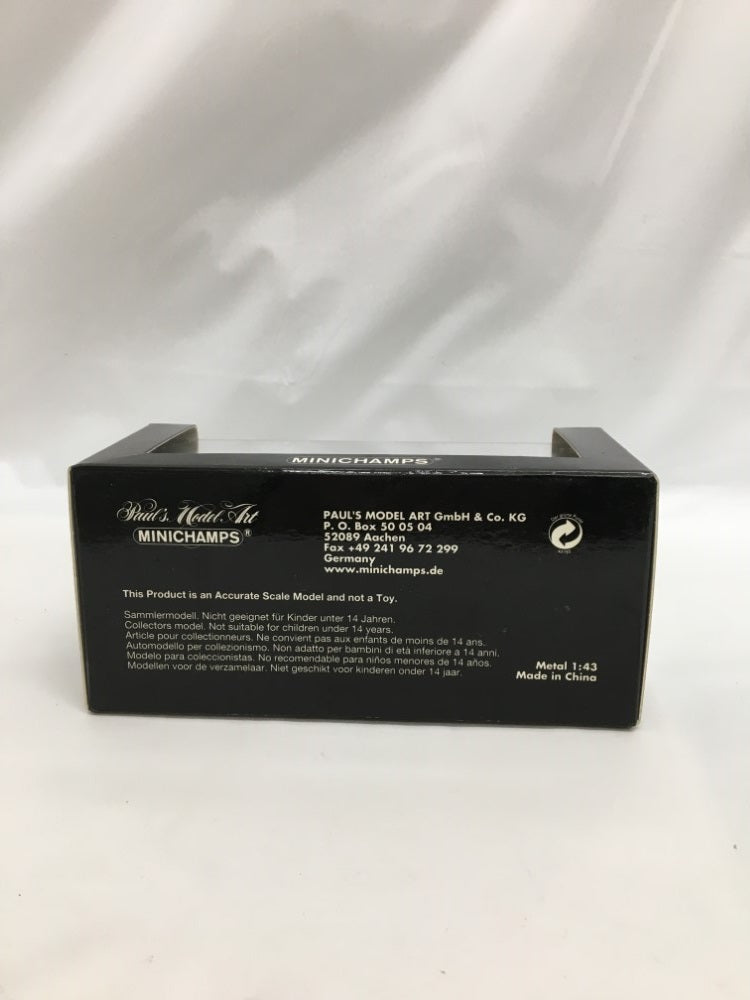 MINICHAMPS
Paul's Model Art
MINICHAMPS®
PAUL'S MODEL ART GmbH & Co. KG
P. O. Box 50 05 04
52089 Aachen
Fax +49 241 96 72 299
Germany
www.minichamps.de
This Product is an Accurate Scale Model and not a Toy.
Sammlermodell. Nicht geeignet für Kinder unter 14 Jahren.
Collectors model. Not suitable for children under 14 years.
Article pour collectionneurs. Ne convient pas aux enfants de moins de 14 ans.
Automodello per collezionismo. Non adatto per bambini di età inferiore a 14 anni.
Modelo para coleccionistas. No recomendable para niños menores de 14 años.
Modellen voor de verzamelaar. Niet geschikt voor kinderen onder 14 jaar.
Metal 1:43
Made in China